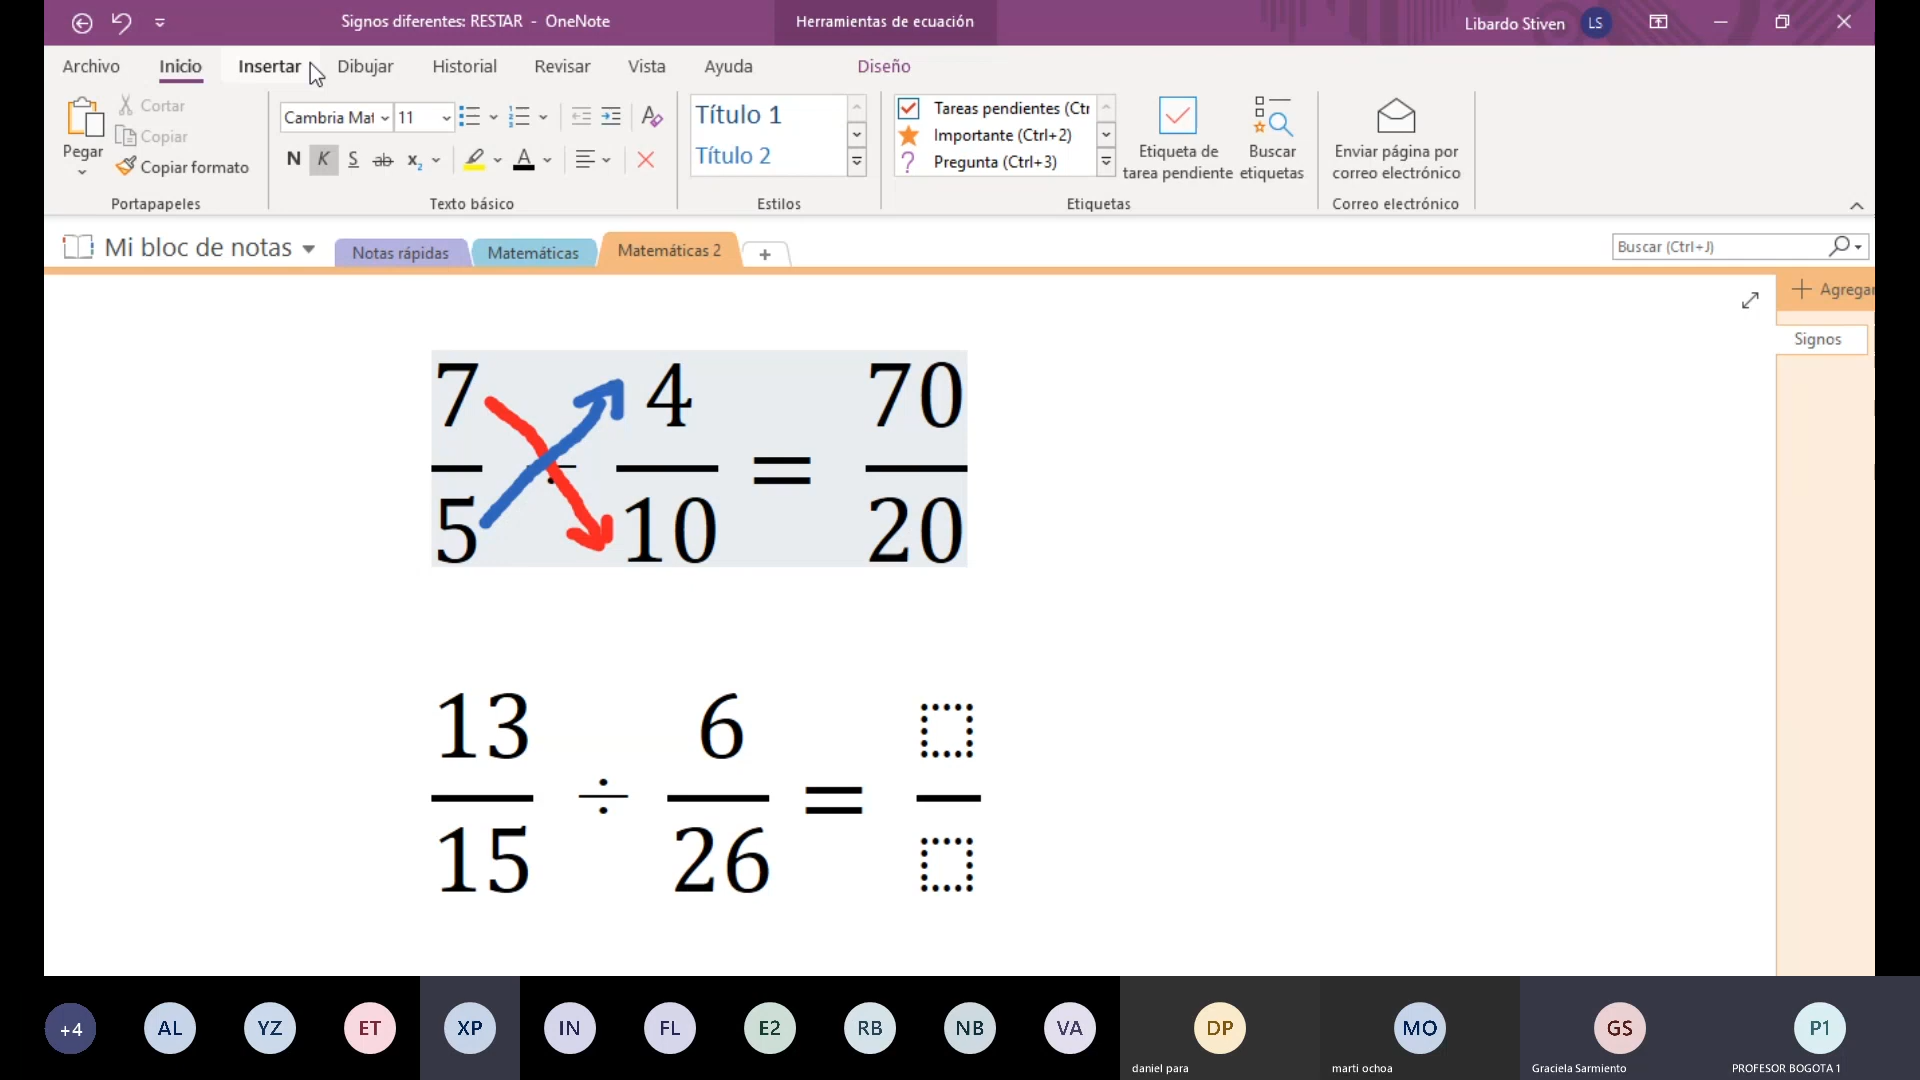 Signos diferentes: RESTAR - OneNote
Herramientas de ecuación
Libardo Stiven LS
Archivo Inicio Insertar Dibujar Historial Revisar Vista Ayuda Diseño
Pegar
Cortar
Copiar
Copiar formato
Portapapeles
Cambria Mat 11
N K S ab x₂ A
Texto básico
Título 1
Título 2
Estilos
Tareas pendientes (Ctr
Importante (Ctrl+2)
Pregunta (Ctrl+3)
Etiqueta de
tarea pendiente
Buscar
etiquetas
Etiquetas
Enviar página por
correo electrónico
Correo electrónico
Mi bloc de notas
Notas rápidas Matemáticas Matemáticas 2 +
Buscar (Ctrl+J)
Agregar
Signos
7/5 ÷ 4/10 = 70/20
13/15 ÷ 6/26 =
+4 AL YZ ET XP IN FL E2 RB NB VA DP MO GS P1
daniel para marti ochoa Graciela Sarmiento PROFESOR BOGOTA 1